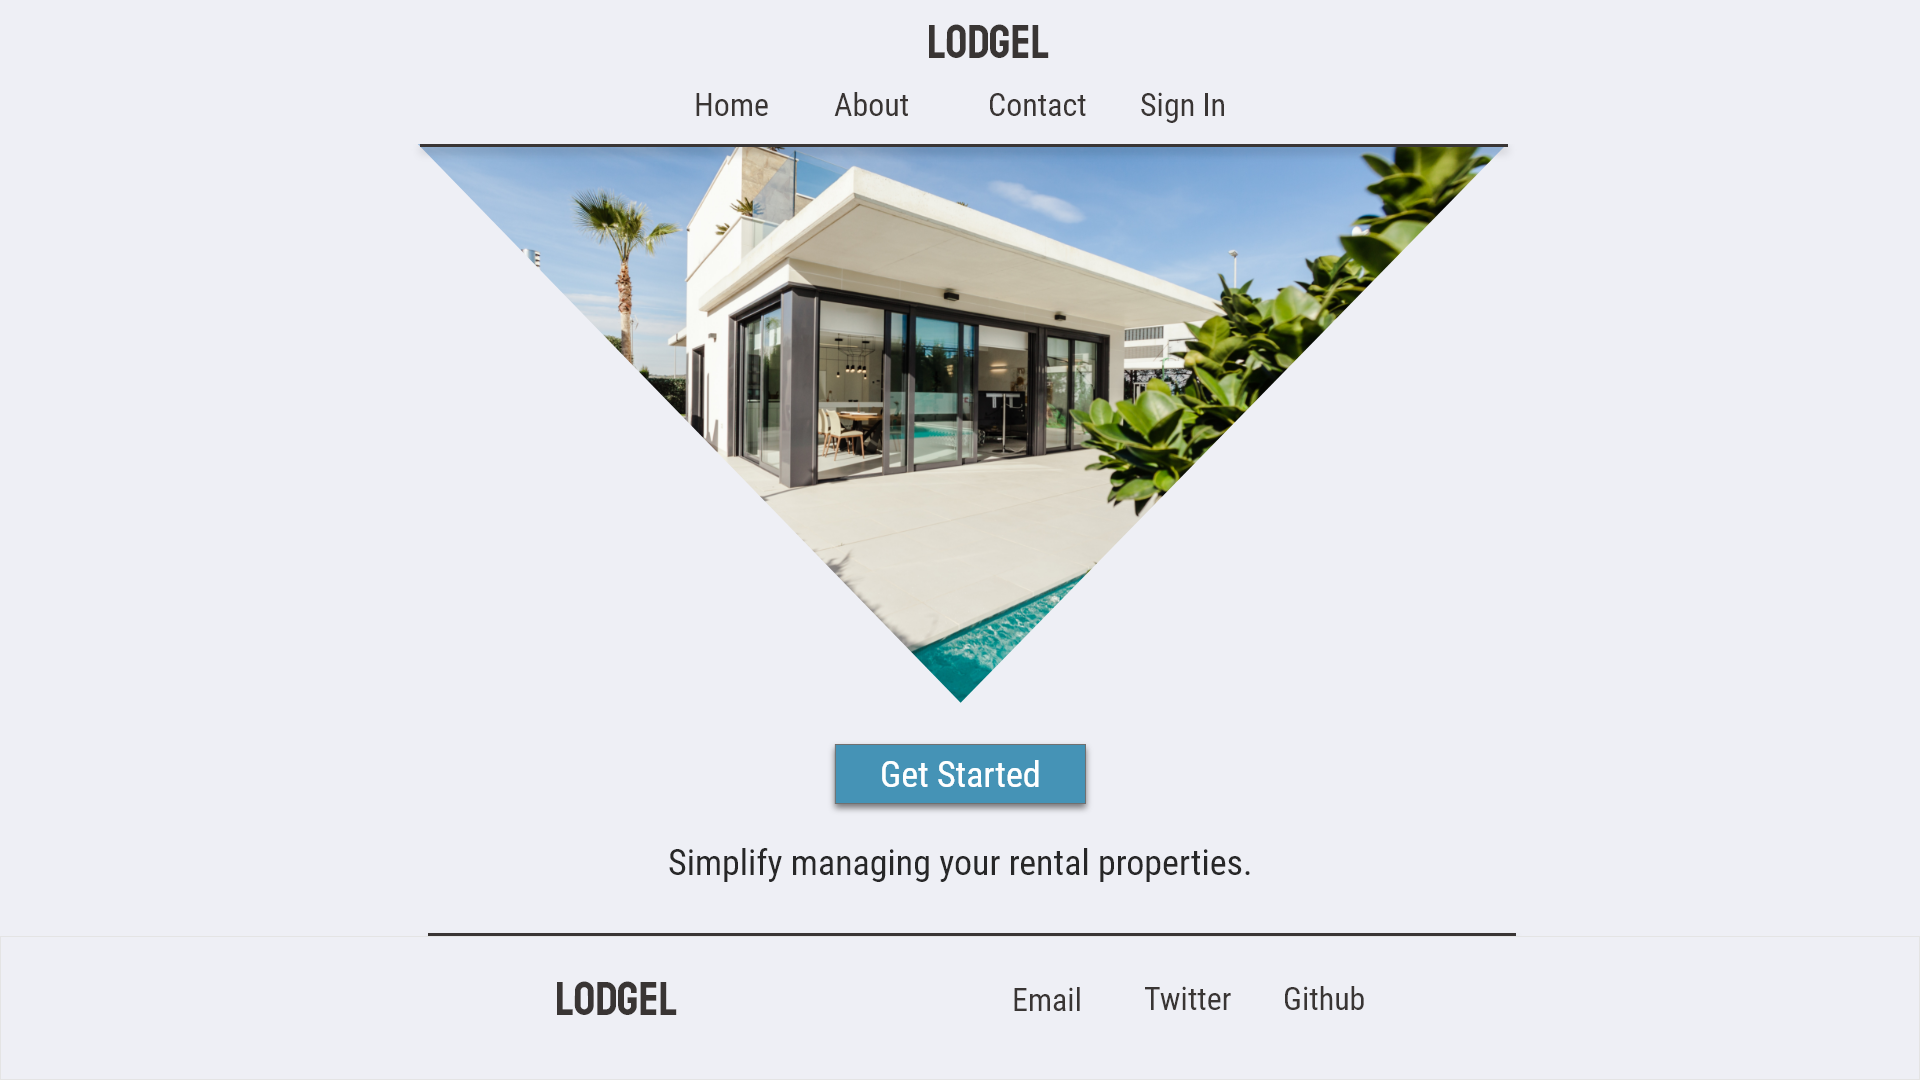 LODGEL
Home About Contact Sign In
Get Started
Simplify managing your rental properties.
LODGEL Email Twitter Github